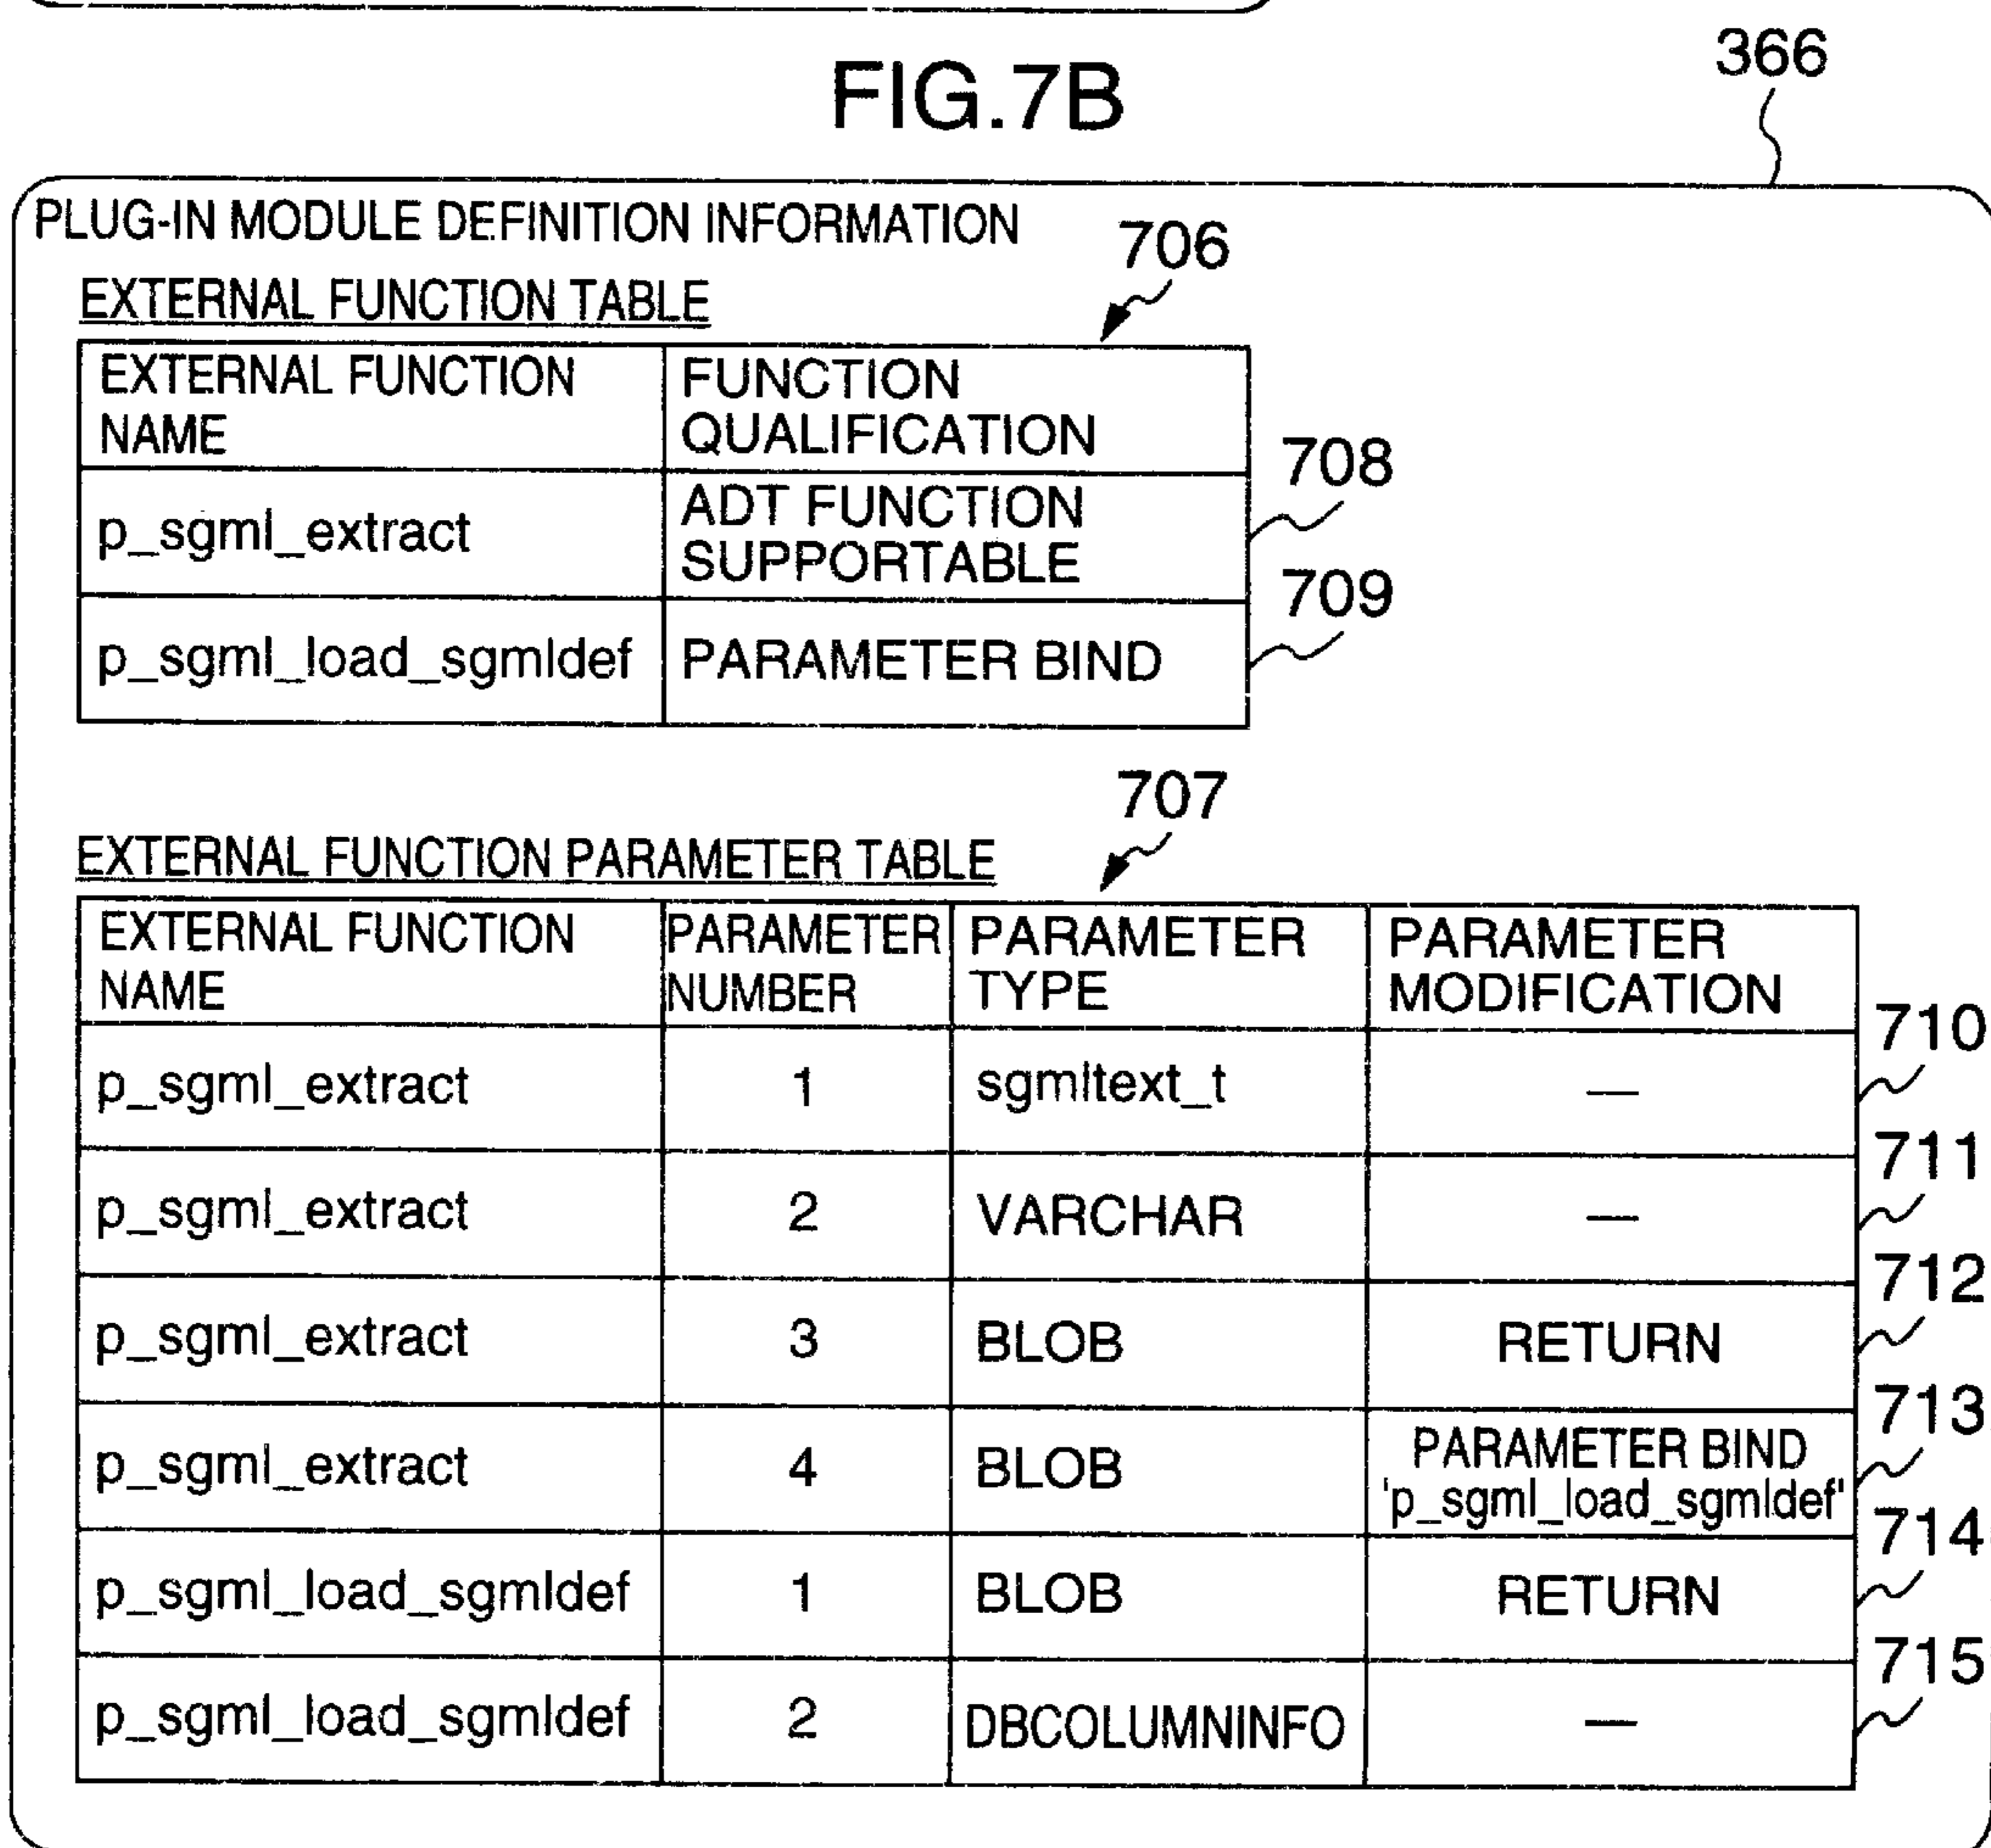 FIG.7B
366
PLUG-IN MODULE DEFINITION INFORMATION
706
EXTERNAL FUNCTION TABLE
EXTERNAL FUNCTION NAME FUNCTION QUALIFICATION
p_sgml_extract ADT FUNCTION SUPPORTABLE 708
p_sgml_load_sgmldef PARAMETER BIND 709
707
EXTERNAL FUNCTION PARAMETER TABLE
EXTERNAL FUNCTION NAME PARAMETER NUMBER PARAMETER TYPE PARAMETER MODIFICATION
p_sgml_extract 1 sgmltext_t — 710
p_sgml_extract 2 VARCHAR — 711
p_sgml_extract 3 BLOB RETURN 712
p_sgml_extract 4 BLOB PARAMETER BIND 'p_sgml_load_sgmldef' 713
p_sgml_load_sgmldef 1 BLOB RETURN 714
p_sgml_load_sgmldef 2 DBCOLUMNINFO — 715